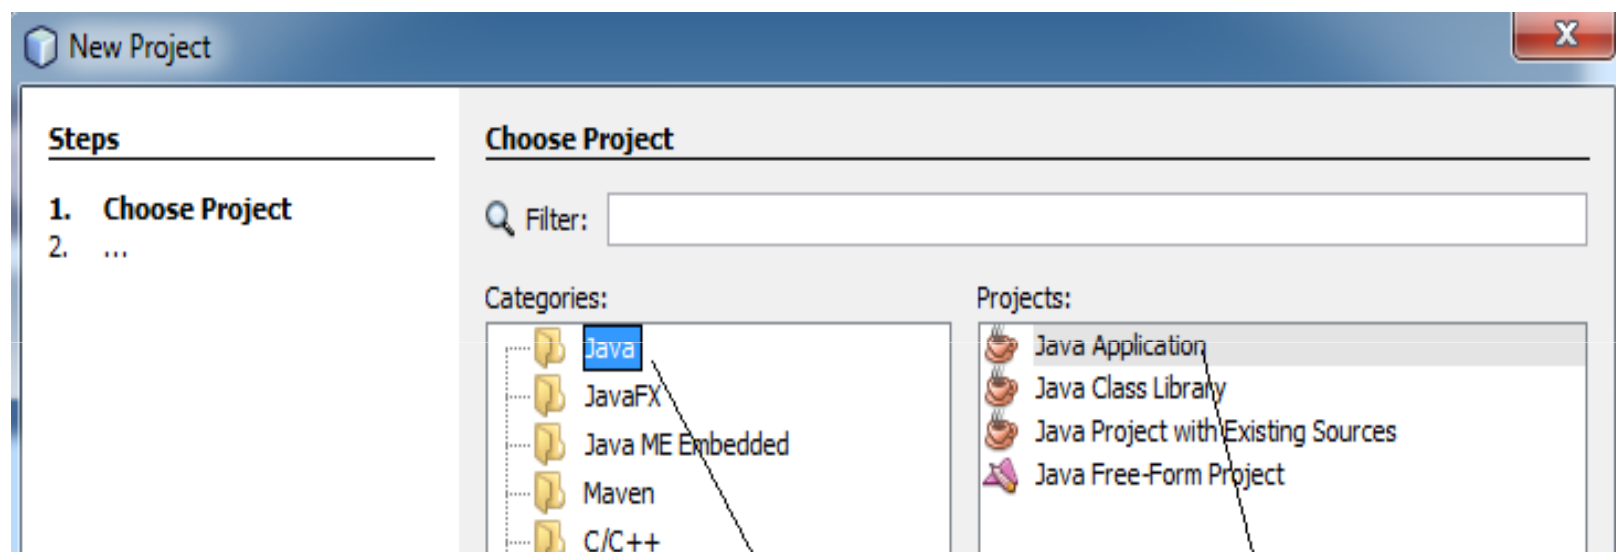 New Project
X
Steps
1. Choose Project
2. ...
Choose Project
Filter:
Categories:
Java
JavaFX
Java ME Embedded
Maven
C/C++
Projects:
Java Application
Java Class Library
Java Project with Existing Sources
Java Free-Form Project